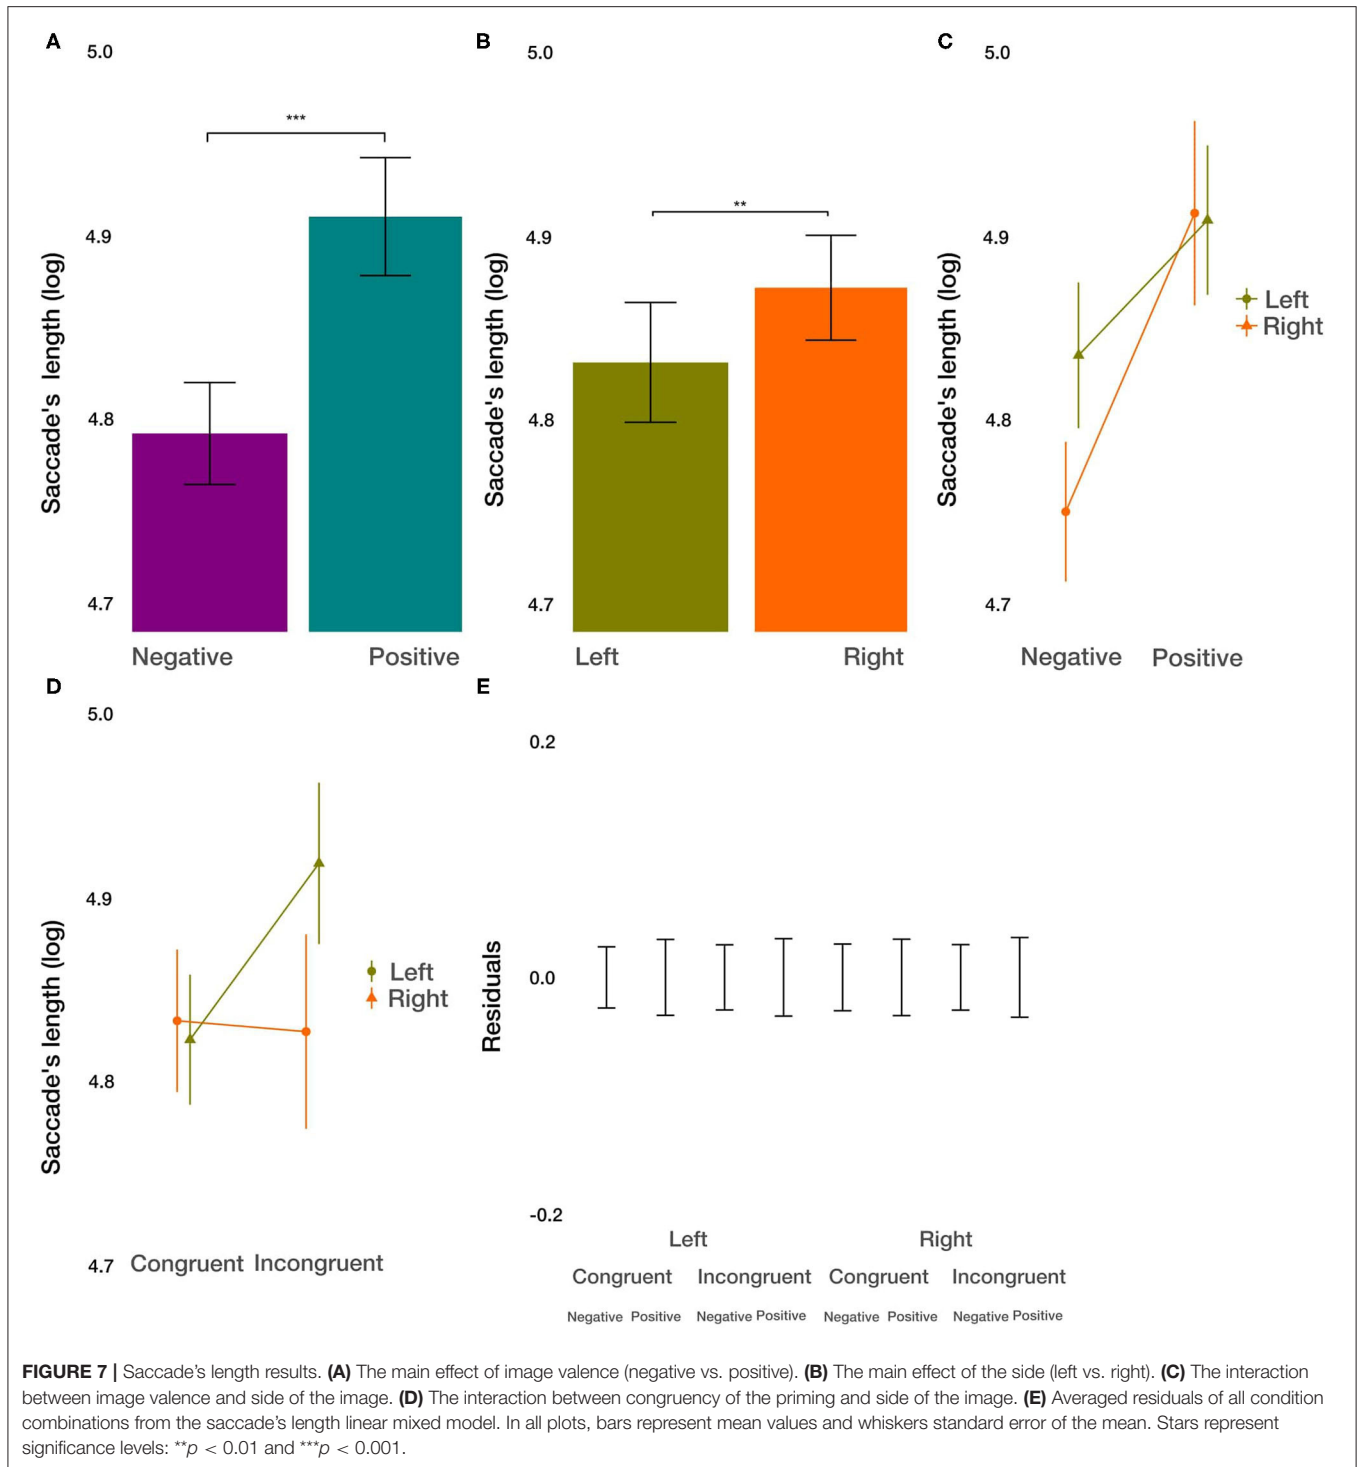 A
5.0
4.9
4.8
4.7
Saccade's length (log)
***
Negative Positive
B
5.0
4.9
4.8
4.7
Saccade's length (log)
**
Left Right
C
5.0
4.9
4.8
4.7
Saccade's length (log)
Left
Right
Negative Positive
D
5.0
4.9
4.8
4.7
Saccade's length (log)
Left
Right
Congruent Incongruent
E
0.2
0.0
-0.2
Residuals
Left Right
Congruent Incongruent Congruent Incongruent
Negative Positive Negative Positive Negative Positive Negative Positive
FIGURE 7 | Saccade's length results. (A) The main effect of image valence (negative vs. positive). (B) The main effect of the side (left vs. right). (C) The interaction
between image valence and side of the image. (D) The interaction between congruency of the priming and side of the image. (E) Averaged residuals of all condition
combinations from the saccade's length linear mixed model. In all plots, bars represent mean values and whiskers standard error of the mean. Stars represent
significance levels: **p < 0.01 and ***p < 0.001.